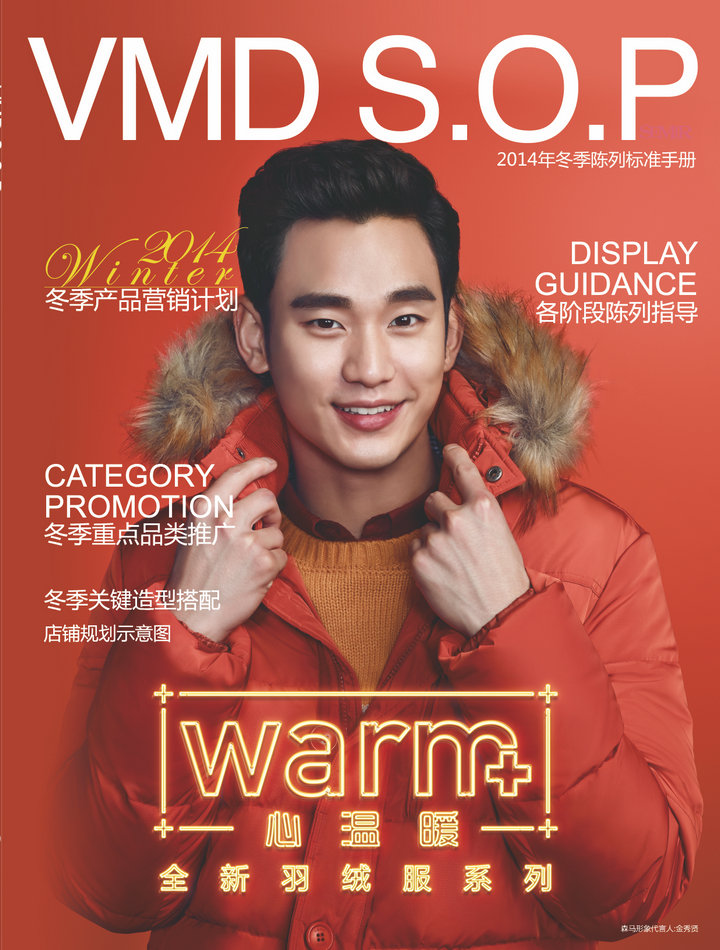 VMD S.O.P
2014年冬季陈列标准手册
2014
Winter
冬季产品营销计划
DISPLAY
GUIDANCE
各阶段陈列指导
CATEGORY
PROMOTION
冬季重点品类推广
冬季关键造型搭配
店铺规划示意图
warm+
心温暖
全新羽绒服系列
森马形象代言人:金秀贤